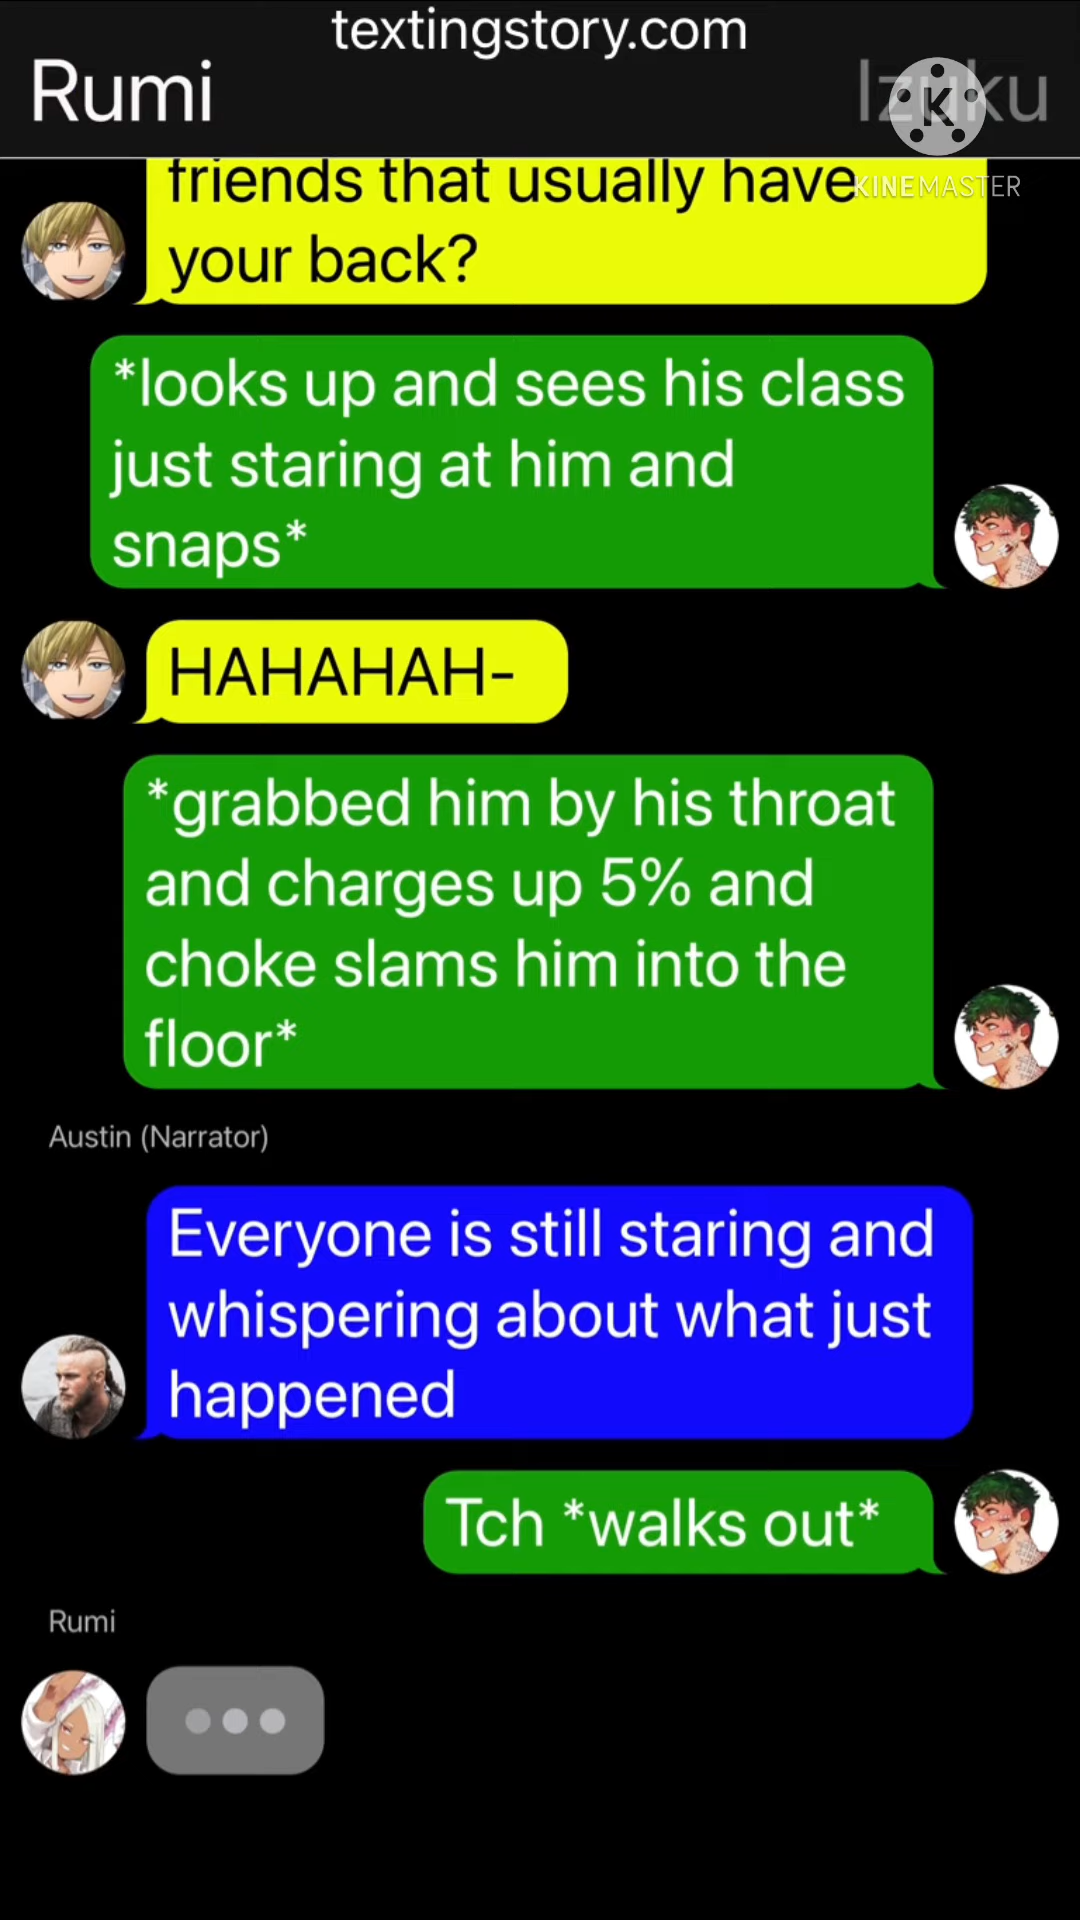 textingstory.com
Rumi
Izuku
K
KINEMASTER
friends that usually have
your back?
*looks up and sees his class
just staring at him and
snaps*
HAHAHAH-
*grabbed him by his throat
and charges up 5% and
choke slams him into the
floor*
Austin (Narrator)
Everyone is still staring and
whispering about what just
happened
Tch *walks out*
Rumi